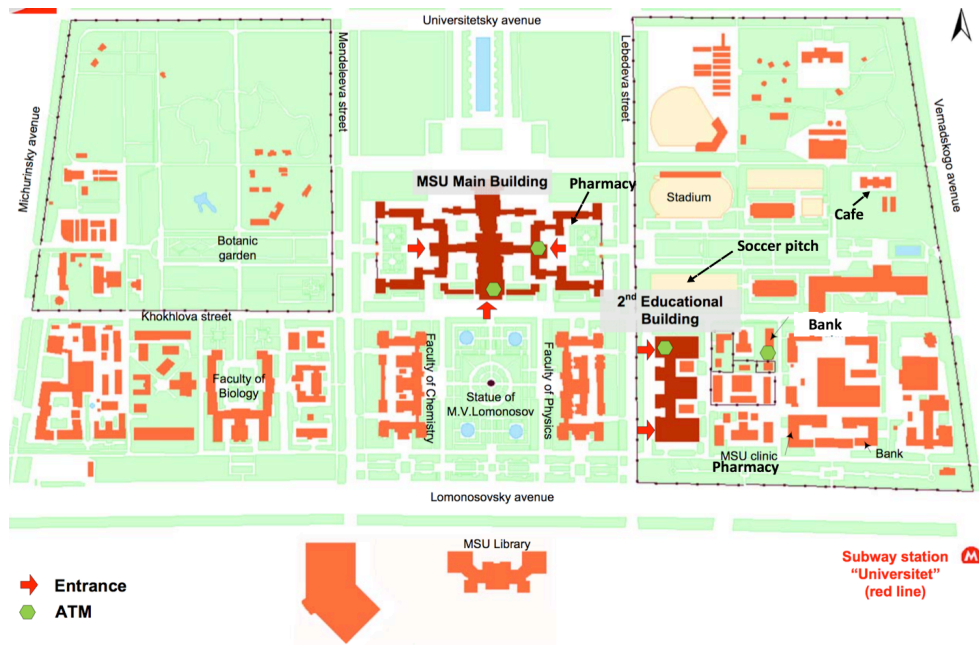 Universitetsky avenue
Mendeleeva street
Lebedeva street
Michurinsky avenue
Vernadskogo avenue
MSU Main Building
Pharmacy
Stadium
Cafe
Botanic
garden
Soccer pitch
2nd Educational
Building
Khokhlova street
Bank
Faculty of
Biology
Faculty of Chemistry
Statue of
M.V.Lomonosov
Faculty of Physics
MSU clinic
Pharmacy
Bank
Lomonosovsky avenue
MSU Library
Subway station
“Universitet”
(red line)
M
Entrance
ATM